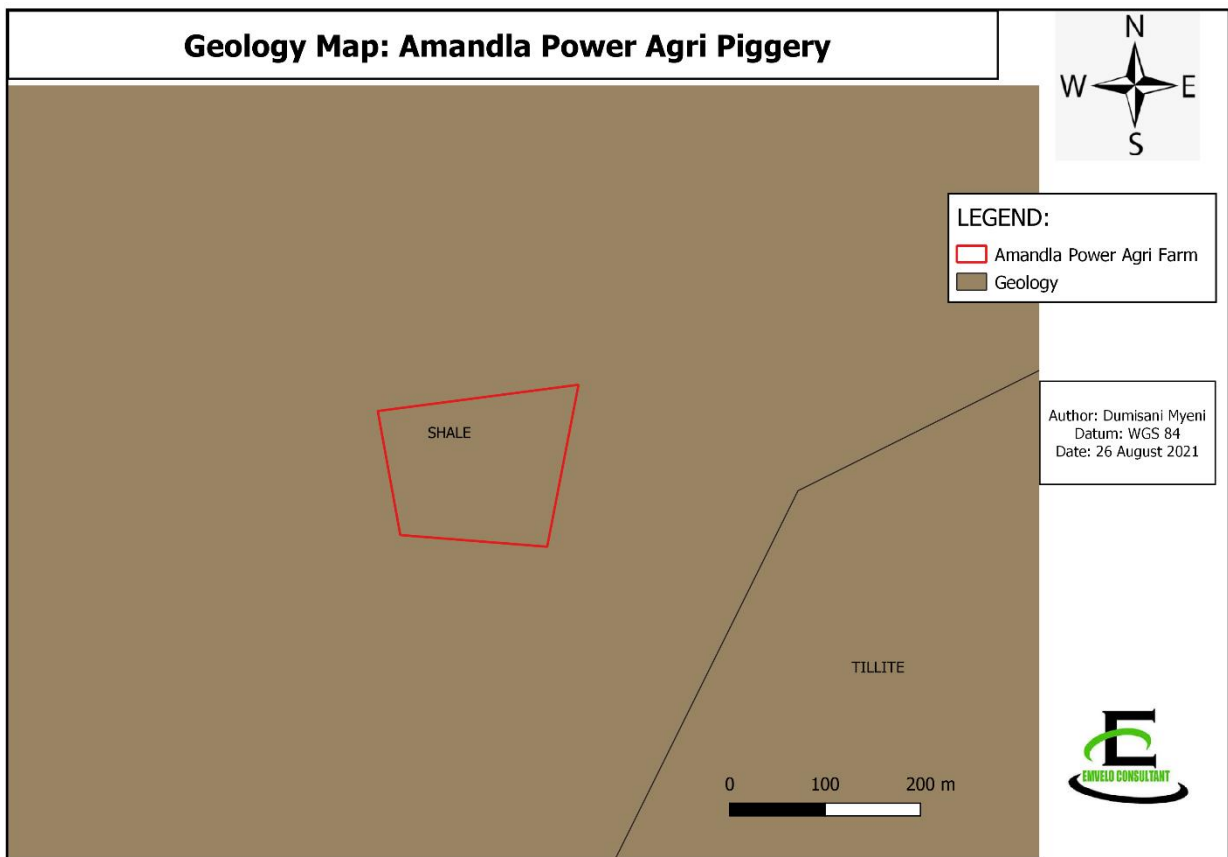 Geology Map: Amandla Power Agri Piggery
N
W E
S
LEGEND:
Amandla Power Agri Farm
Geology
Author: Dumisani Myeni
Datum: WGS 84
Date: 26 August 2021
SHALE
TILLITE
0 100 200 m
E
EMVELO CONSULTANT